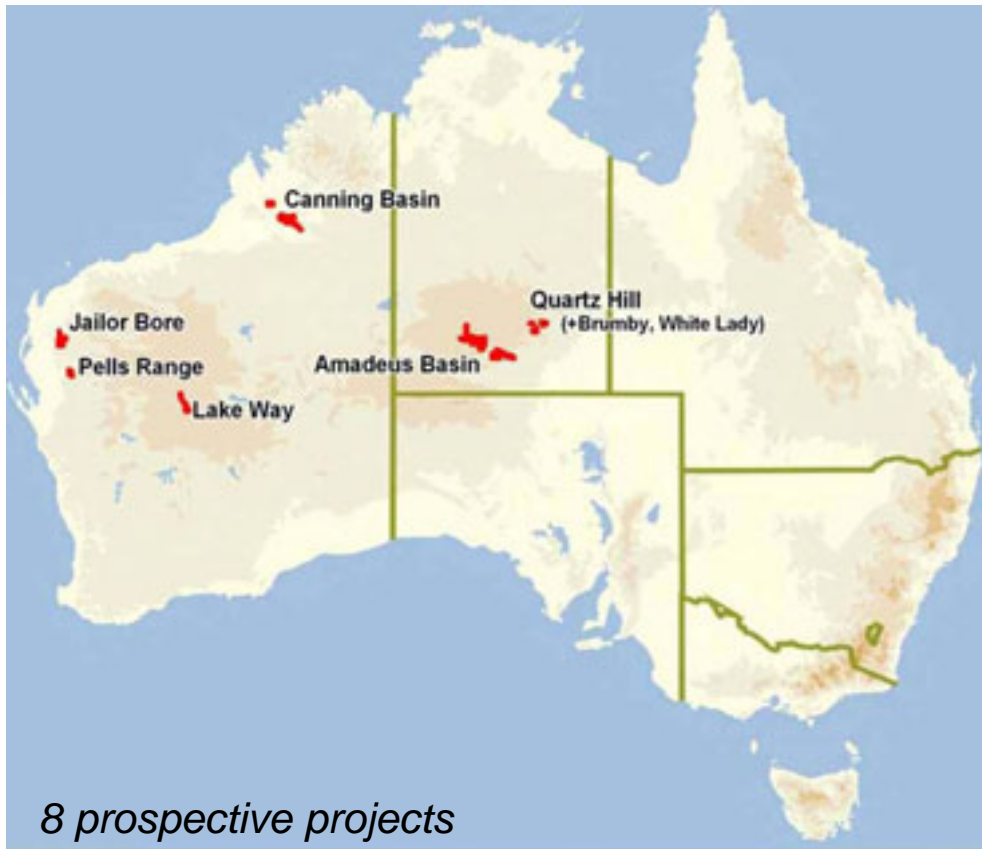 Canning Basin
Quartz Hill
(+Brumby, White Lady)
Jailor Bore
Amadeus Basin
Pells Range
Lake Way
8 prospective projects